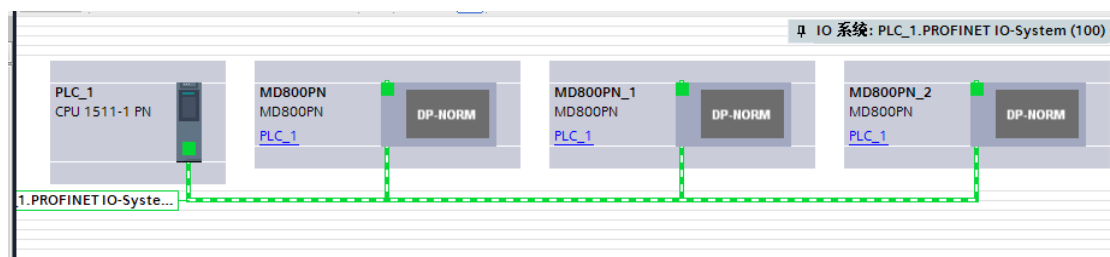 IO 系统: PLC_1.PROFINET IO-System (100)
PLC_1
CPU 1511-1 PN
MD800PN
MD800PN
PLC_1
DP-NORM
MD800PN_1
MD800PN
PLC_1
DP-NORM
MD800PN_2
MD800PN
PLC_1
DP-NORM
_1.PROFINET IO-Syste...